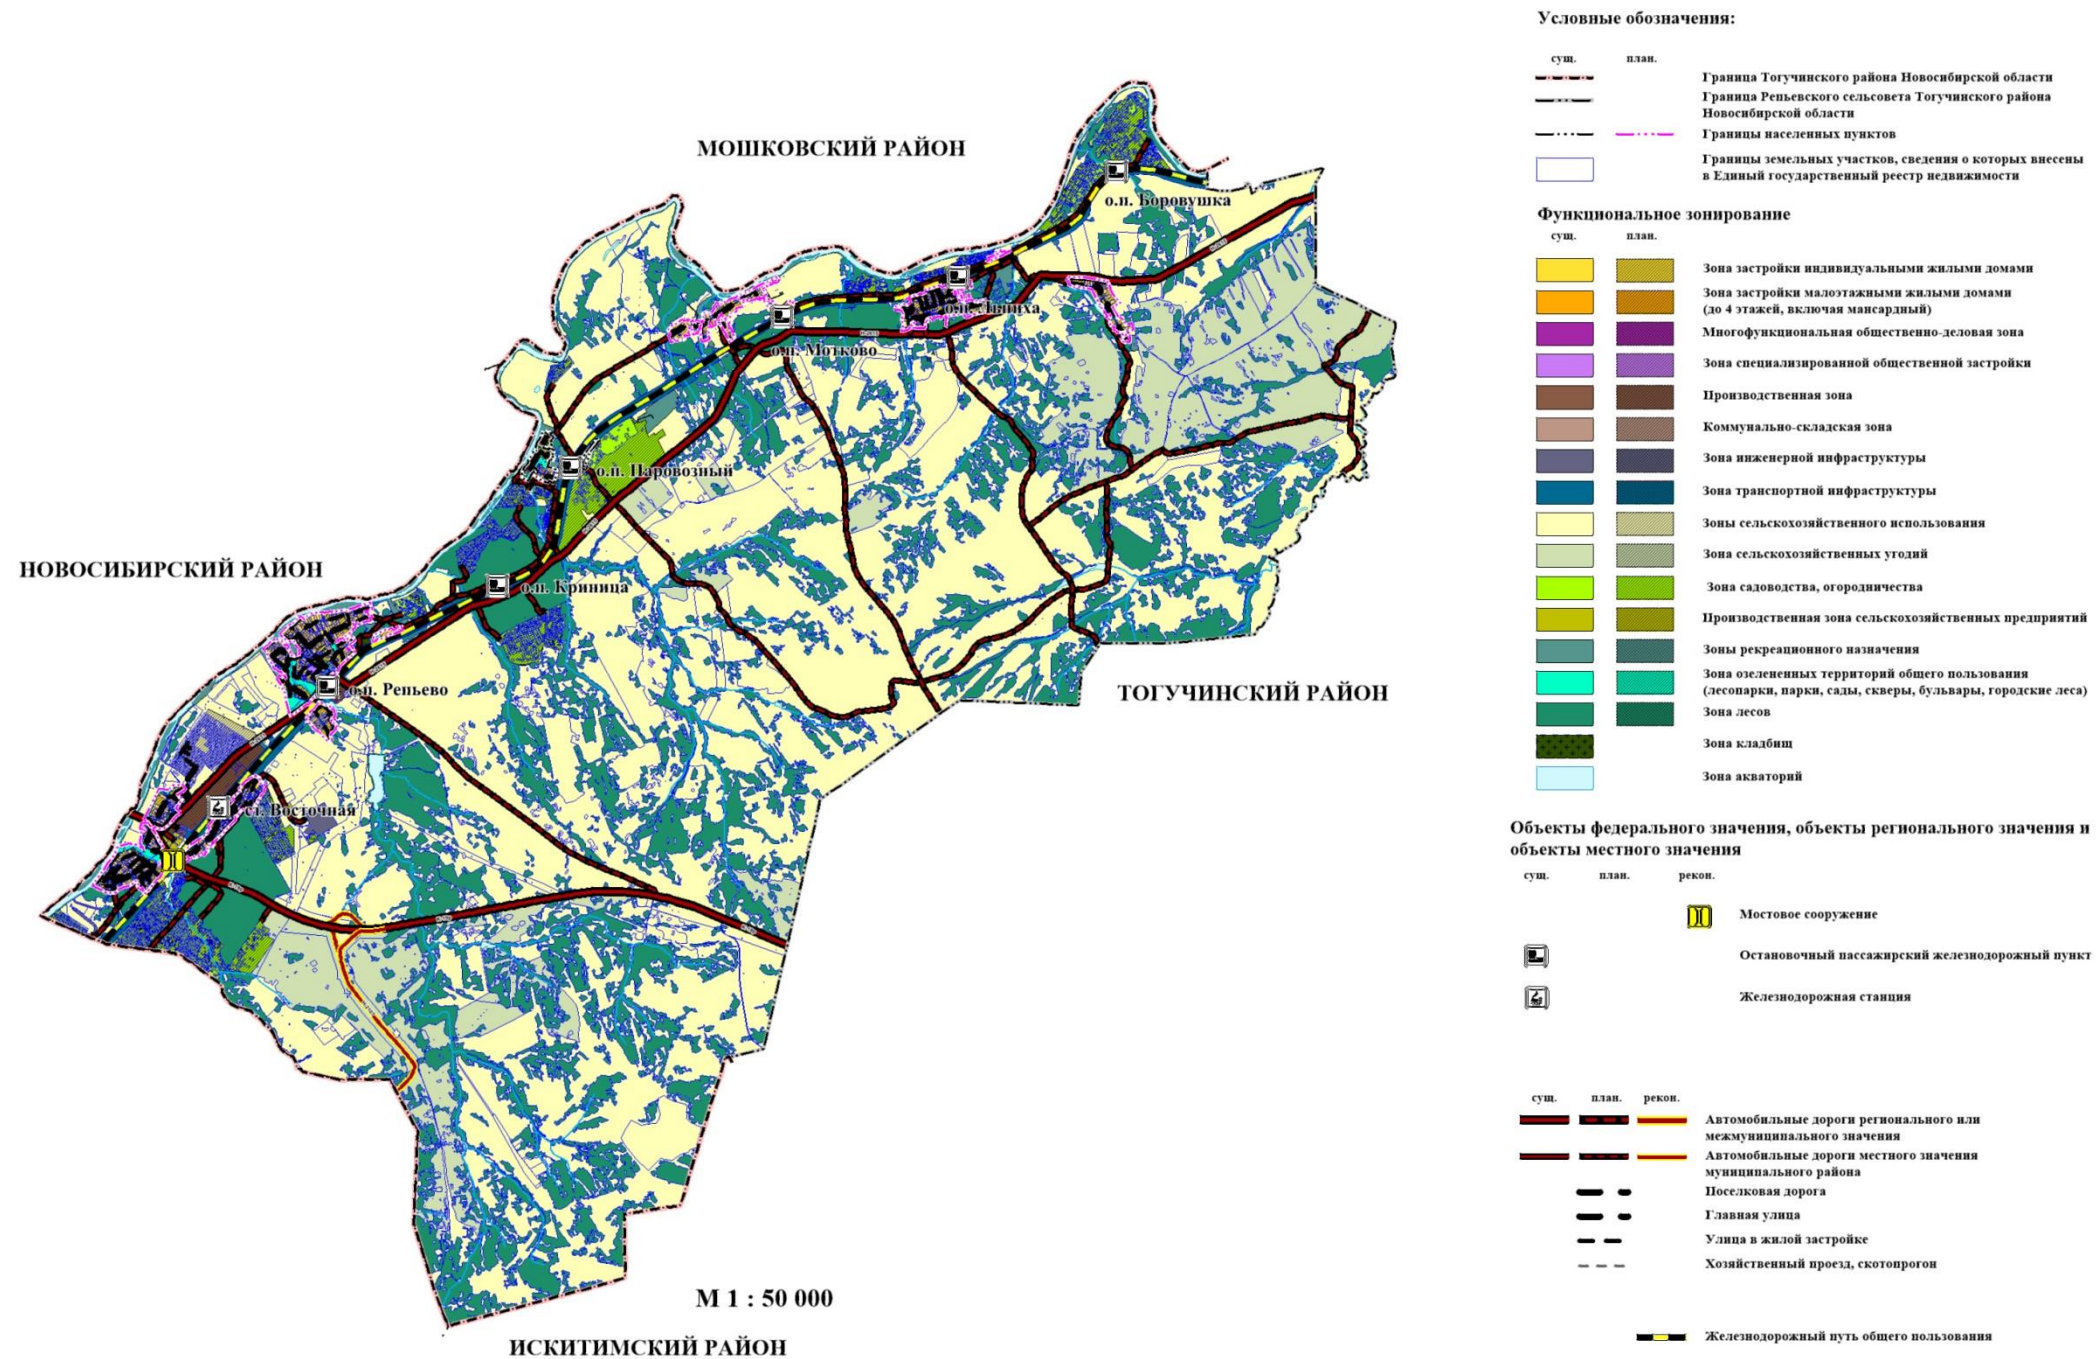 МОШКОВСКИЙ РАЙОН
о.п. Боровушка
о.п. Льниха
о.п. Мотково
о.п. Паровозный
НОВОСИБИРСКИЙ РАЙОН
о.п. Криница
о.п. Репьево
ТОГУЧИНСКИЙ РАЙОН
ст. Восточная
М 1 : 50 000
ИСКИТИМСКИЙ РАЙОН
Условные обозначения:
сущ. план.
Граница Тогучинского района Новосибирской области
Граница Репьевского сельсовета Тогучинского района
Новосибирской области
Границы населенных пунктов
Границы земельных участков, сведения о которых внесены
в Единый государственный реестр недвижимости
Функциональное зонирование
сущ. план.
Зона застройки индивидуальными жилыми домами
Зона застройки малоэтажными жилыми домами
(до 4 этажей, включая мансардный)
Многофункциональная общественно-деловая зона
Зона специализированной общественной застройки
Производственная зона
Коммунально-складская зона
Зона инженерной инфраструктуры
Зона транспортной инфраструктуры
Зоны сельскохозяйственного использования
Зона сельскохозяйственных угодий
Зона садоводства, огородничества
Производственная зона сельскохозяйственных предприятий
Зоны рекреационного назначения
Зона озелененных территорий общего пользования
(лесопарки, парки, сады, скверы, бульвары, городские леса)
Зона лесов
Зона кладбищ
Зона акваторий
Объекты федерального значения, объекты регионального значения и
объекты местного значения
сущ. план. рекон.
Мостовое сооружение
Остановочный пассажирский железнодорожный пункт
Железнодорожная станция
сущ. план. рекон.
Автомобильные дороги регионального или
межмуниципального значения
Автомобильные дороги местного значения
муниципального района
Поселковая дорога
Главная улица
Улица в жилой застройке
Хозяйственный проезд, скотопрогон
Железнодорожный путь общего пользования